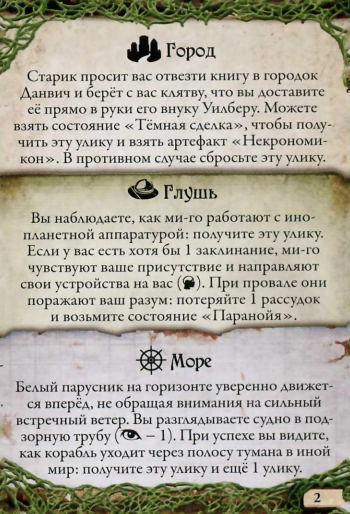 Город
Старик просит вас отвезти книгу в городок
Данвич и берёт с вас клятву, что вы доставите
её прямо в руки его внуку Уилберу. Можете
взять состояние «Тёмная сделка», чтобы полу-
чить эту улику и взять артефакт «Некрономи-
кон». В противном случае сбросьте эту улику.
Глушь
Вы наблюдаете, как ми-го работают с ино-
планетной аппаратурой: получите эту улику.
Если у вас есть хотя бы 1 заклинание, ми-го
чувствуют ваше присутствие и направляют
свои устройства на вас (). При провале они
поражают ваш разум: потеряйте 1 рассудок
и возьмите состояние «Паранойя».
Море
Белый парусник на горизонте уверенно движет-
ся вперёд, не обращая внимания на сильный
встречный ветер. Вы разглядываете судно в под-
зорную трубу ( – 1). При успехе вы видите,
как корабль уходит через полосу тумана в иной
мир: получите эту улику и ещё 1 улику.
2